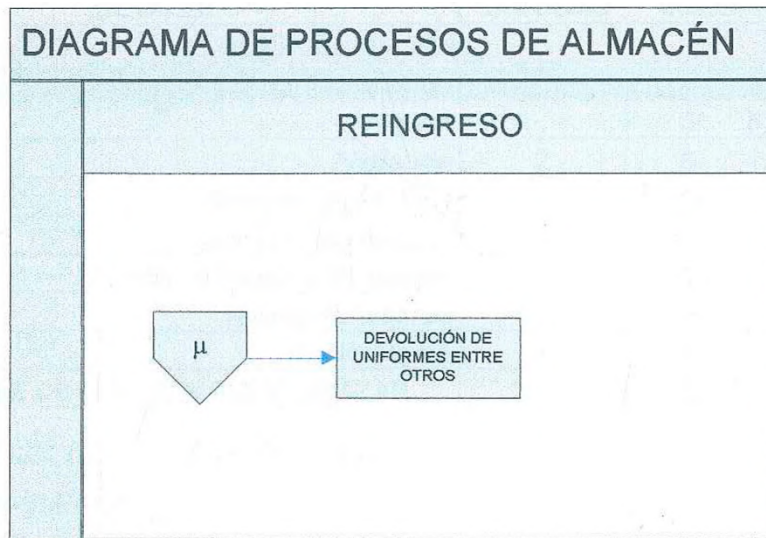 DIAGRAMA DE PROCESOS DE ALMACÉN
REINGRESO
μ
DEVOLUCIÓN DE
UNIFORMES ENTRE
OTROS